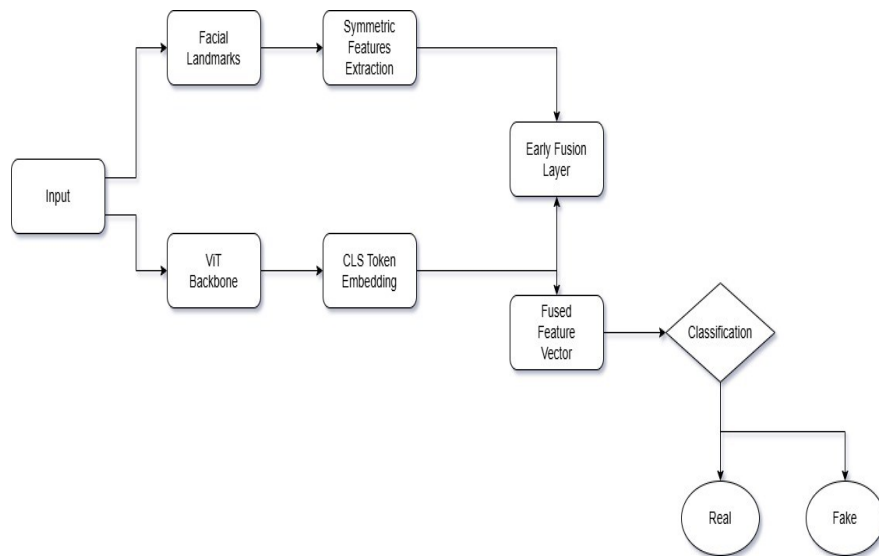 Facial
Landmarks
Symmetric
Features
Extraction
Input
Early Fusion
Layer
ViT
Backbone
CLS Token
Embedding
Fused
Feature
Vector
Classification
Real
Fake